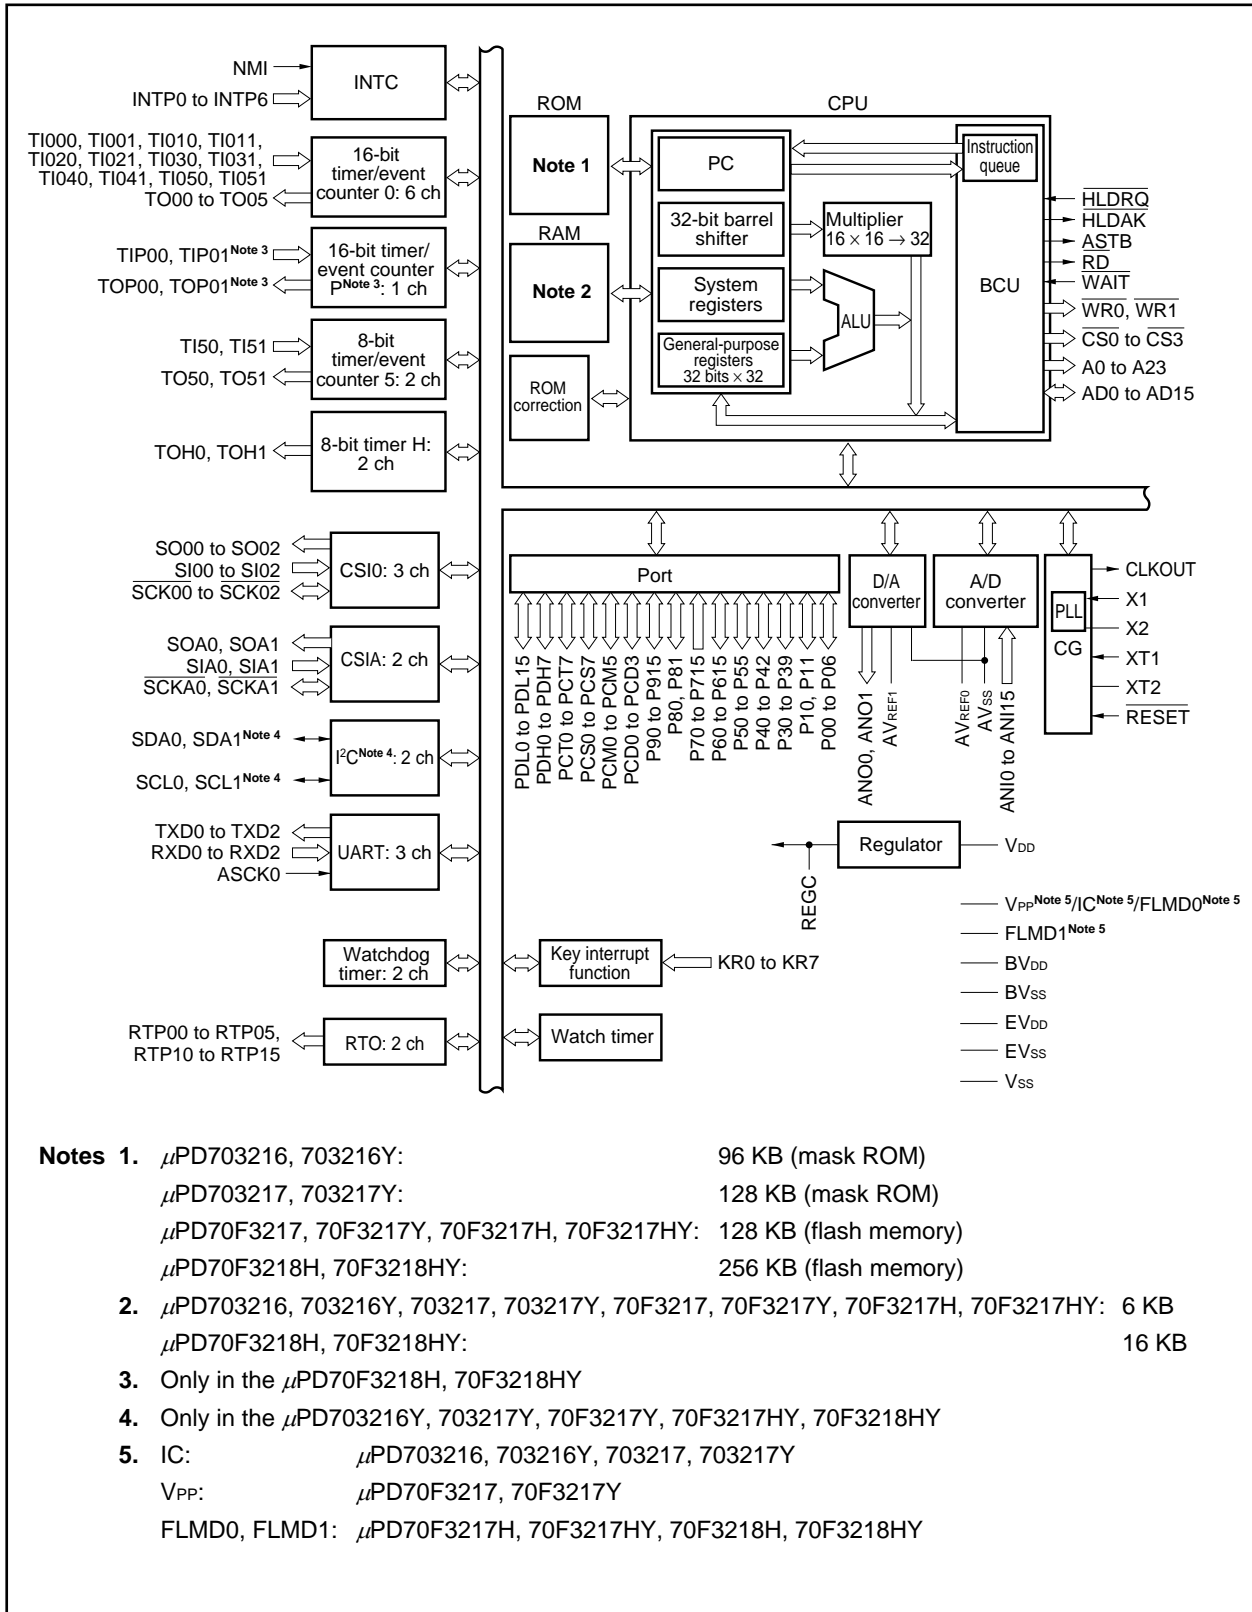 NMI
INTP0 to INTP6
INTC
TI000, TI001, TI010, TI011,
TI020, TI021, TI030, TI031,
TI040, TI041, TI050, TI051
TO00 to TO05
16-bit
timer/event
counter 0: 6 ch
TIP00, TIP01Note 3
TOP00, TOP01Note 3
16-bit timer/
event counter
PNote 3: 1 ch
TI50, TI51
TO50, TO51
8-bit
timer/event
counter 5: 2 ch
TOH0, TOH1
8-bit timer H:
2 ch
SO00 to SO02
SI00 to SI02
SCK00 to SCK02
CSI0: 3 ch
SOA0, SOA1
SIA0, SIA1
SCKA0, SCKA1
CSIA: 2 ch
SDA0, SDA1Note 4
SCL0, SCL1Note 4
I2CNote 4: 2 ch
TXD0 to TXD2
RXD0 to RXD2
ASCK0
UART: 3 ch
Watchdog
timer: 2 ch
RTP00 to RTP05,
RTP10 to RTP15
RTO: 2 ch
ROM
Note 1
RAM
Note 2
ROM
correction
CPU
PC
32-bit barrel
shifter
System
registers
General-purpose
registers
32 bits × 32
Multiplier
16 × 16 → 32
ALU
Instruction
queue
BCU
HLDRQ
HLDAK
ASTB
RD
WAIT
WR0, WR1
CS0 to CS3
A0 to A23
AD0 to AD15
Port
PDL0 to PDL15
PDH0 to PDH7
PCT0 to PCT7
PCS0 to PCS7
PCM0 to PCM5
PCD0 to PCD3
P90 to P915
P80, P81
P70 to P715
P60 to P615
P50 to P55
P40 to P42
P30 to P39
P10, P11
P00 to P06
D/A
converter
ANO0, ANO1
AVREF1
A/D
converter
AVREF0
AVSS
ANI0 to ANI15
PLL
CG
CLKOUT
X1
X2
XT1
XT2
RESET
Regulator
VDD
REGC
VPPNote 5/ICNote 5/FLMD0Note 5
FLMD1Note 5
BVDD
BVSS
EVDD
EVSS
VSS
Key interrupt
function
KR0 to KR7
Watch timer
Notes 1. μPD703216, 703216Y: 96 KB (mask ROM)
μPD703217, 703217Y: 128 KB (mask ROM)
μPD70F3217, 70F3217Y, 70F3217H, 70F3217HY: 128 KB (flash memory)
μPD70F3218H, 70F3218HY: 256 KB (flash memory)
2. μPD703216, 703216Y, 703217, 703217Y, 70F3217, 70F3217Y, 70F3217H, 70F3217HY: 6 KB
μPD70F3218H, 70F3218HY: 16 KB
3. Only in the μPD70F3218H, 70F3218HY
4. Only in the μPD703216Y, 703217Y, 70F3217Y, 70F3217HY, 70F3218HY
5. IC: μPD703216, 703216Y, 703217, 703217Y
VPP: μPD70F3217, 70F3217Y
FLMD0, FLMD1: μPD70F3217H, 70F3217HY, 70F3218H, 70F3218HY